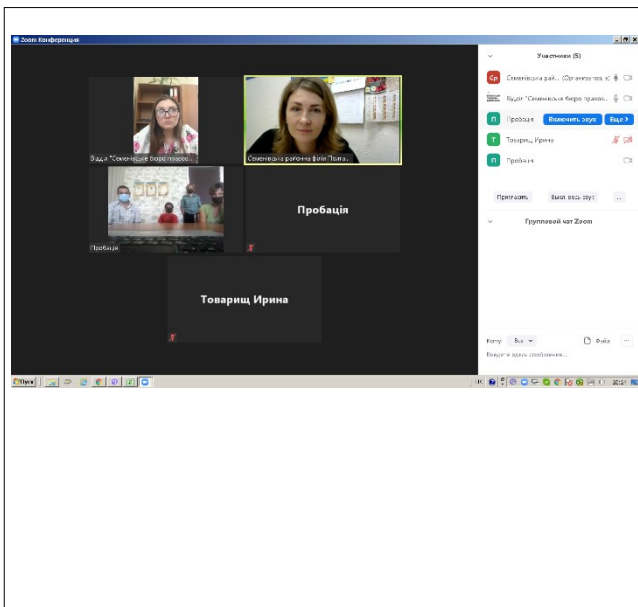 Zoom Конференция
Участники (5)
Ср Семенівська рай... (Организатор, я)
Відділ "Семенівське бюро правов...
П Пробація Включить звук Еще >
Т Товарищ Ирина
П Пробація
Пригласить Выкл. весь звук ...
Групповой чат Zoom
Відділ "Семенівське бюро правов...
Семенівська районна філія Полта...
Пробація
Пробація
Товарищ Ирина
Кому: Все Файл ...
Введите здесь сообщение...
Пуск